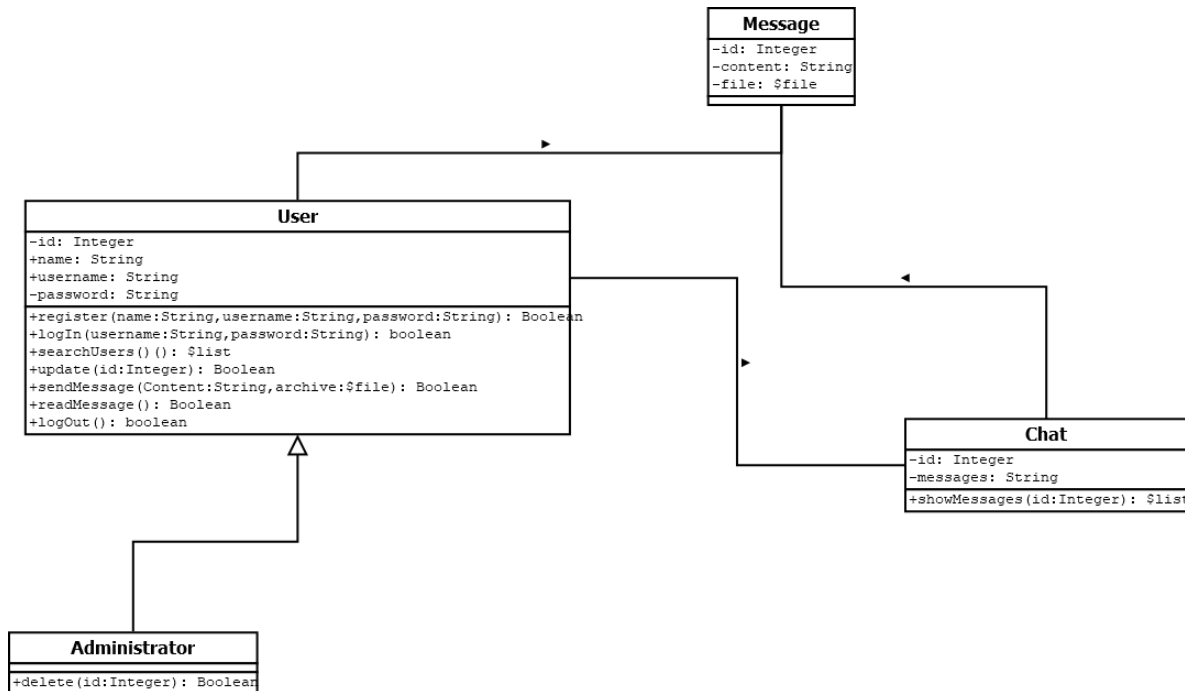 Message
-id: Integer
-content: String
-file: $file
User
-id: Integer
+name: String
+username: String
-password: String
+register(name:String,username:String,password:String): Boolean
+logIn(username:String,password:String): boolean
+searchUsers()(): $list
+update(id:Integer): Boolean
+sendMessage(Content:String,archive:$file): Boolean
+readMessage(): Boolean
+logOut(): boolean
Chat
-id: Integer
-messages: String
+showMessages(id:Integer): $list
Administrator
+delete(id:Integer): Boolean